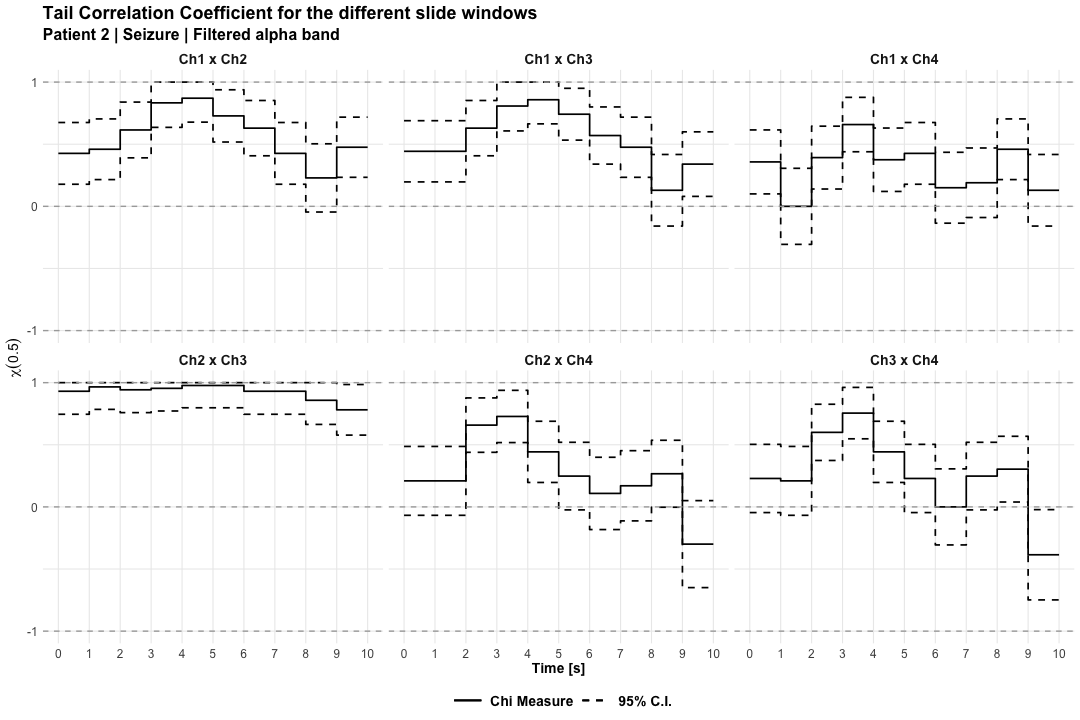 Tail Correlation Coefficient for the different slide windows
Patient 2 | Seizure | Filtered alpha band
Ch1 x Ch2 Ch1 x Ch3 Ch1 x Ch4
1
0
-1
χ(0.5)
Ch2 x Ch3 Ch2 x Ch4 Ch3 x Ch4
1
0
-1
0 1 2 3 4 5 6 7 8 9 10 0 1 2 3 4 5 6 7 8 9 10 0 1 2 3 4 5 6 7 8 9 10
Time [s]
Chi Measure 95% C.I.